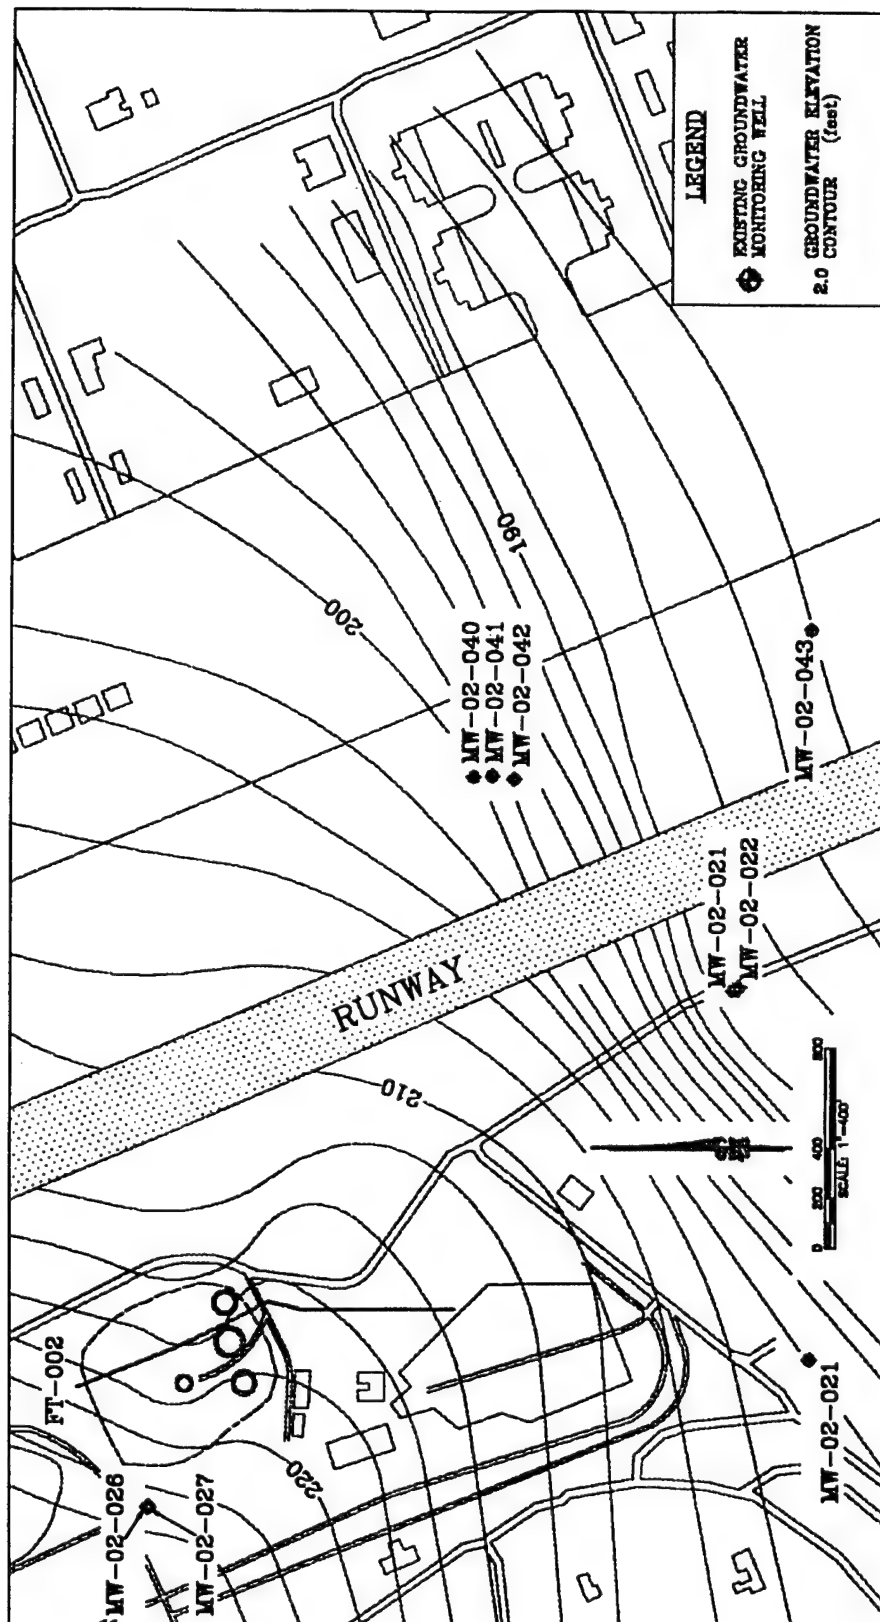 LEGEND
EXISTING GROUNDWATER
MONITORING WELL
2.0 GROUNDWATER ELEVATION
CONTOUR (feet)
FT-002
MW-02-026
MW-02-027
220
210
RUNWAY
200
190
MW-02-040
MW-02-041
MW-02-042
MW-02-043
MW-02-021
MW-02-022
MW-02-021
0 200 400 800
SCALE: 1"=400'